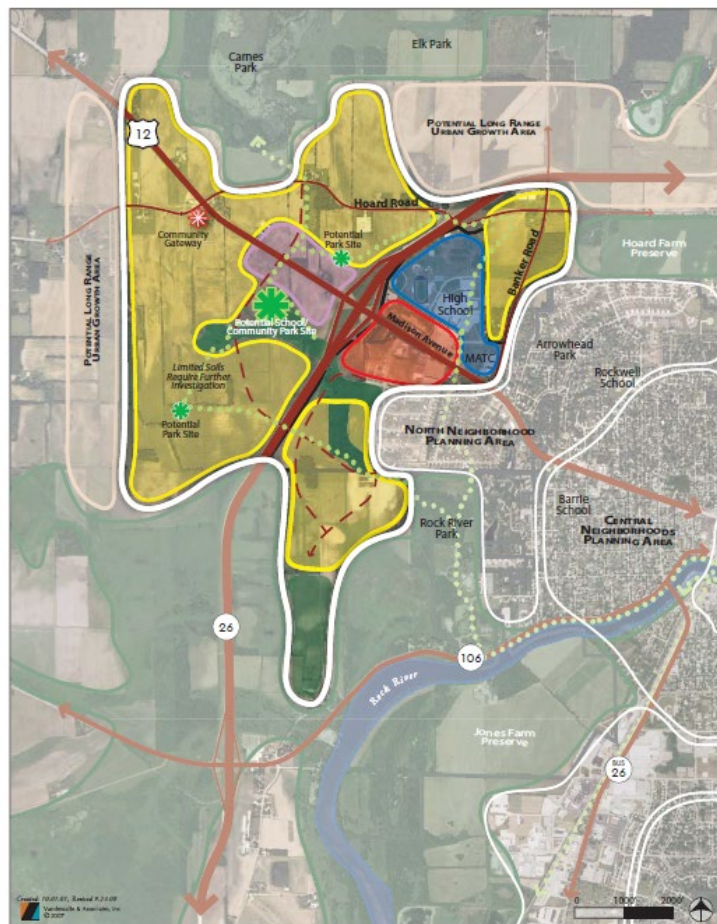 Carnes
Park
Elk Park
POTENTIAL LONG RANGE
URBAN GROWTH AREA
12
Hoard Road
Community
Gateway
Potential
Park Site
Banker Road
Hoard Farm
Preserve
POTENTIAL LONG RANGE
URBAN GROWTH AREA
High
School
Potential School/
Community Park Site
Madison Avenue
MATC
Arrowhead
Park
Rockwell
School
Limited Soils
Require Further
Investigation
Potential
Park Site
NORTH NEIGHBORHOOD
PLANNING AREA
Barrie
School
CENTRAL
NEIGHBORHOODS
PLANNING AREA
Rock River
Park
26
106
Rock River
Jones Farm
Preserve
BUS
26
Vandewalle & Associates, Inc.
© 2007
0 1000' 2000'